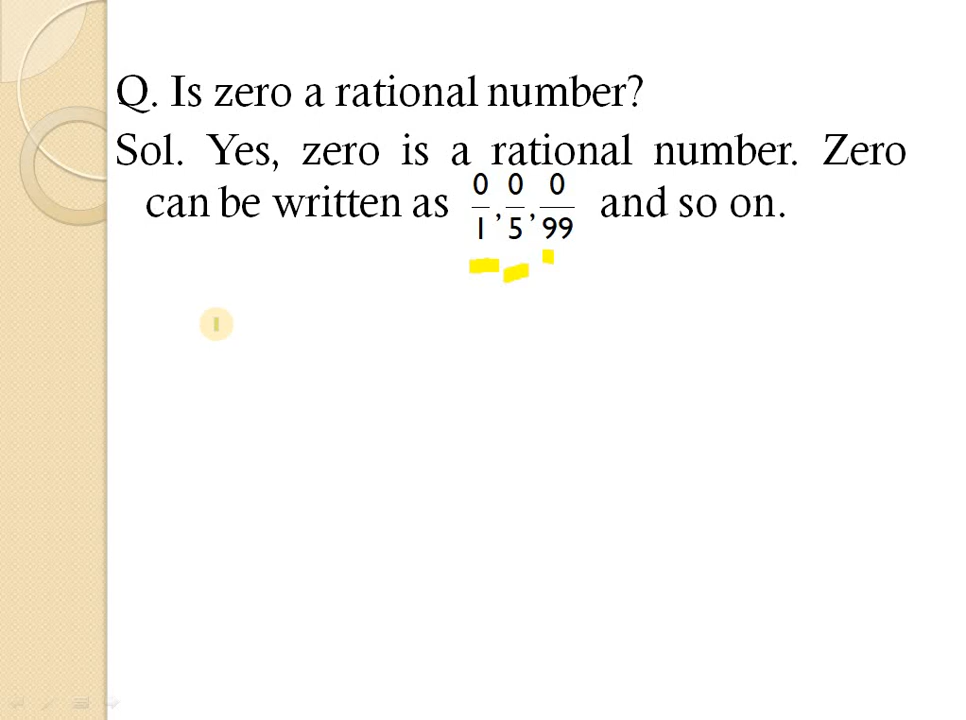 Q. Is zero a rational number?
Sol. Yes, zero is a rational number. Zero
can be written as 0/1, 0/5, 0/99 and so on.